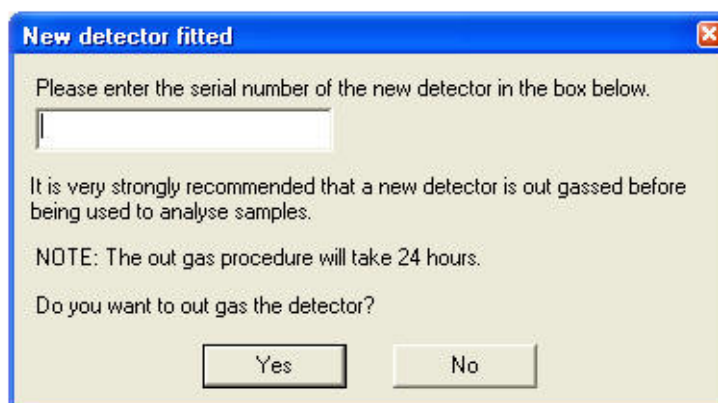 New detector fitted
Please enter the serial number of the new detector in the box below.
It is very strongly recommended that a new detector is out gassed before
being used to analyse samples.
NOTE: The out gas procedure will take 24 hours.
Do you want to out gas the detector?
Yes
No